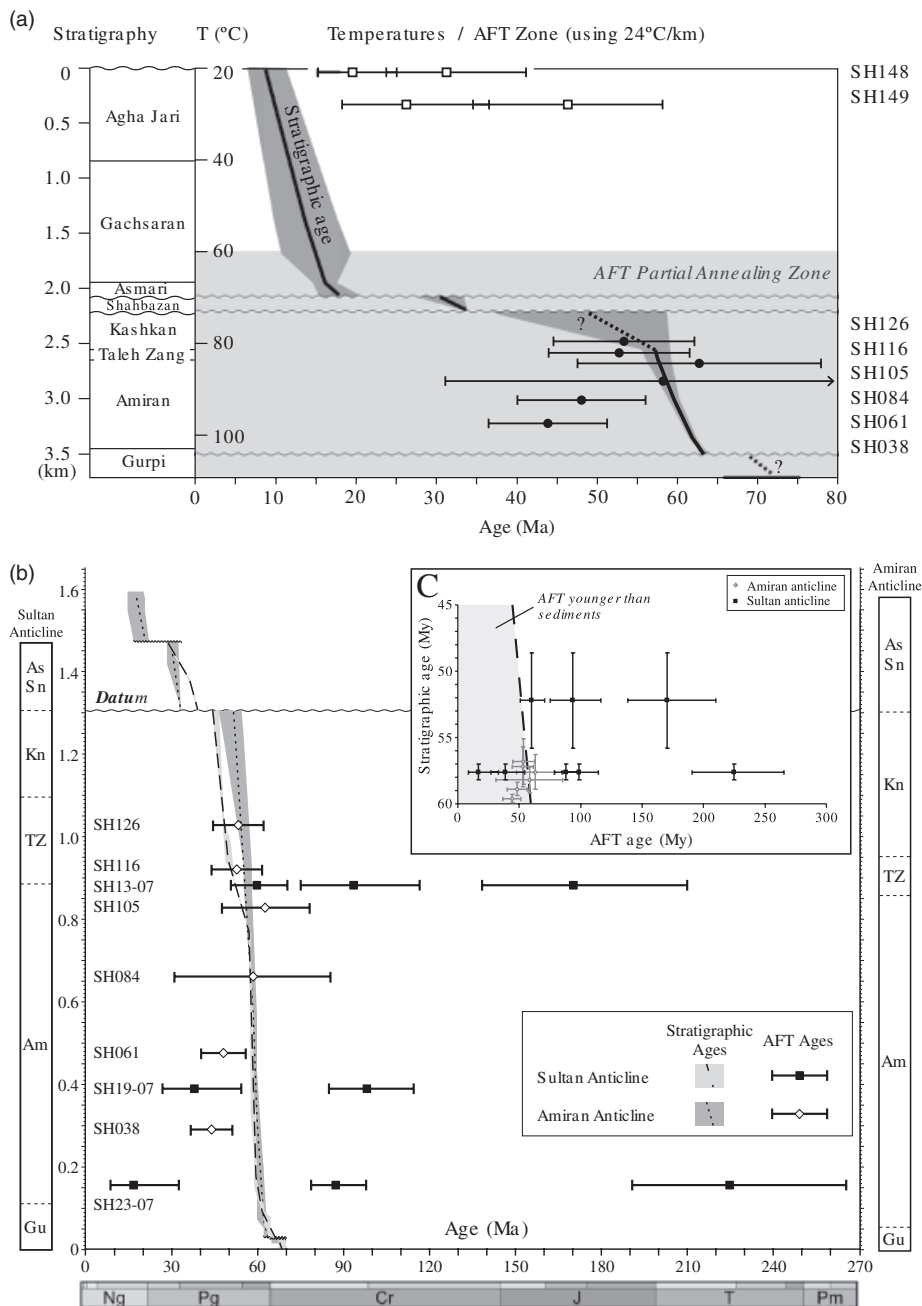 (a)
Stratigraphy T (°C) Temperatures / AFT Zone (using 24°C/km)
0 20 SH148
Agha Jari SH149
0.5
Stratigraphic age
40
1.0
Gachsaran
1.5
60
AFT Partial Annealing Zone
Asmari
2.0
Shahbazan
Kashkan ? SH126
2.5 80 SH116
Taleh Zang
SH105
3.0 Amiran SH084
SH061
100
3.5 SH038
(km) Gurpi ?
0 10 20 30 40 50 60 70 80
Age (Ma)
(b)
Sultan Anticline
Amiran Anticline
1.6
As Sn
1.4
Datum
Kn
1.2
TZ
SH126
1.0
SH116
SH13-07
SH105
0.8
SH084
Am
0.6
SH061
0.4
SH19-07
SH038
0.2
SH23-07
Gu
0
Age (Ma)
0 30 60 90 120 150 180 210 240 270
Ng Pg Cr J T Pm
As Sn
Kn
TZ
Am
Gu
C
AFT younger than sediments
Amiran anticline
Sultan anticline
Stratigraphic age (My)
45
50
55
60
0 50 100 150 200 250 300
AFT age (My)
Stratigraphic Ages
AFT Ages
Sultan Anticline
Amiran Anticline